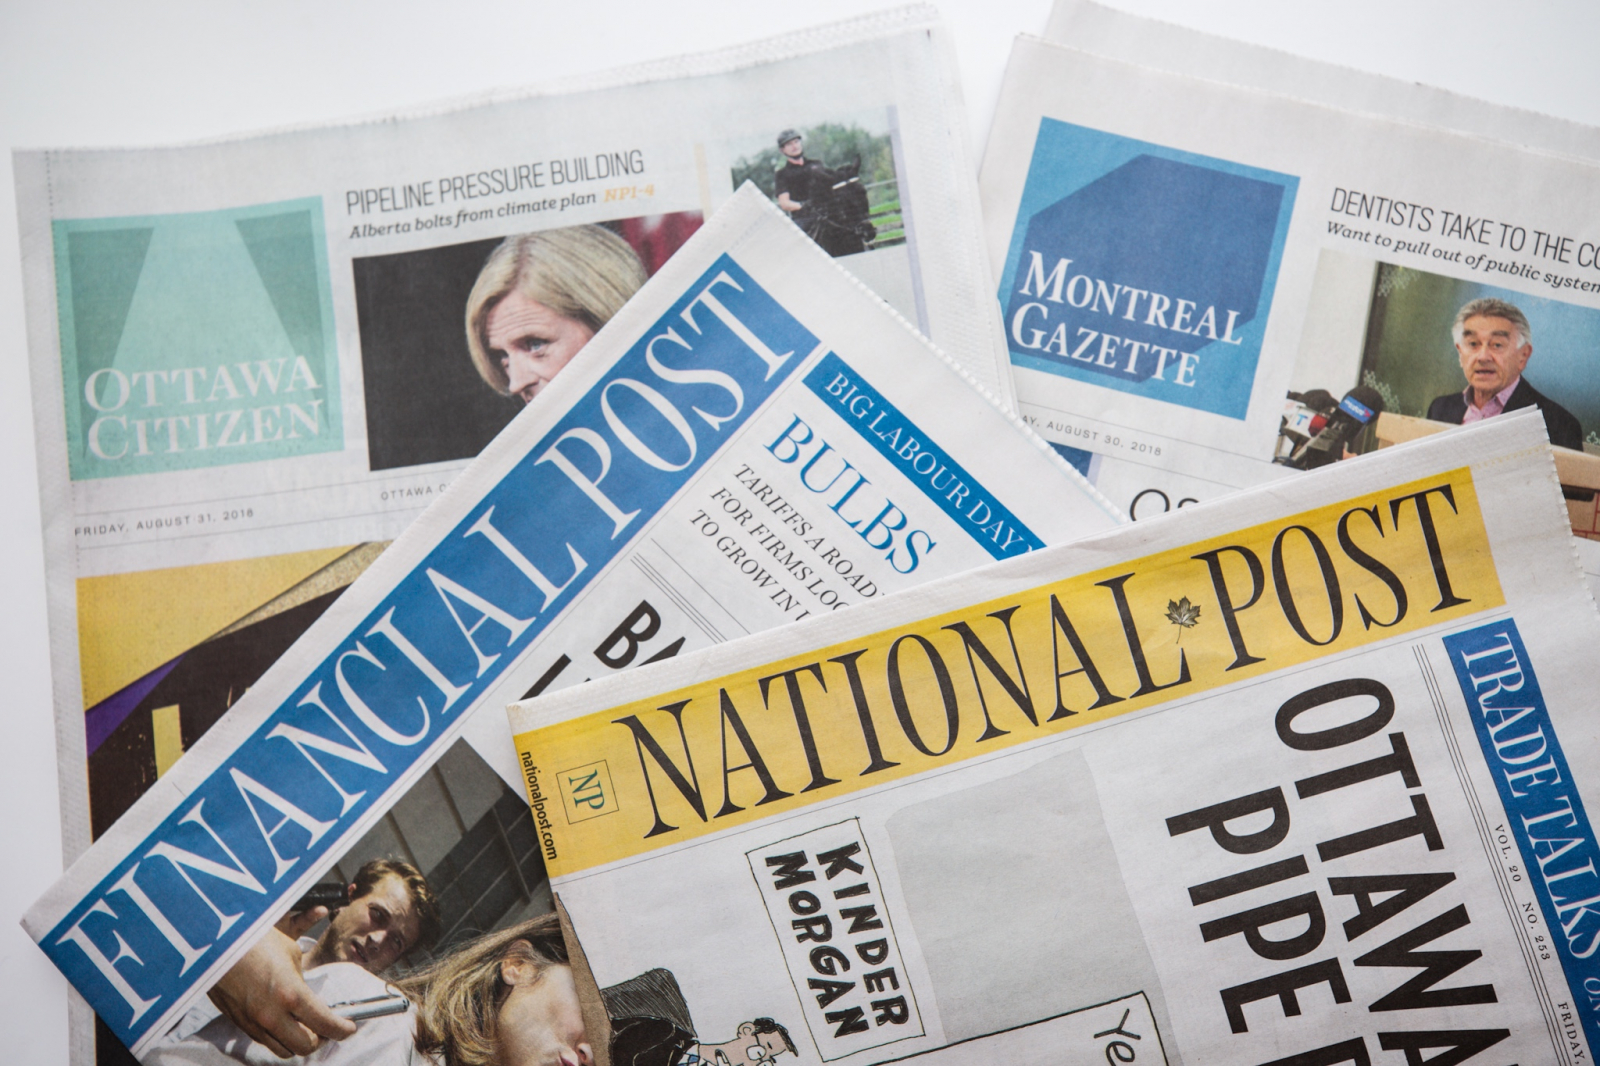 PIPELINE PRESSURE BUILDING
Alberta bolts from climate plan NP1-4
OTTAWA
CITIZEN
FRIDAY, AUGUST 31, 2018
OTTAWA
MONTREAL
GAZETTE
DENTISTS TAKE TO THE
Want to pull out of public system
AUGUST 30, 2018
FINANCIAL POST
BIG LABOUR DAY
BULBS
TARIFFS A ROAD
FOR FIRMS
TO GROW IN
NATIONAL POST
NP
nationalpost.com
KINDER
MORGAN
Ye
OTTAWA
PIPE
TRADE TALKS
VOL. 20 NO. 253 FRIDAY,